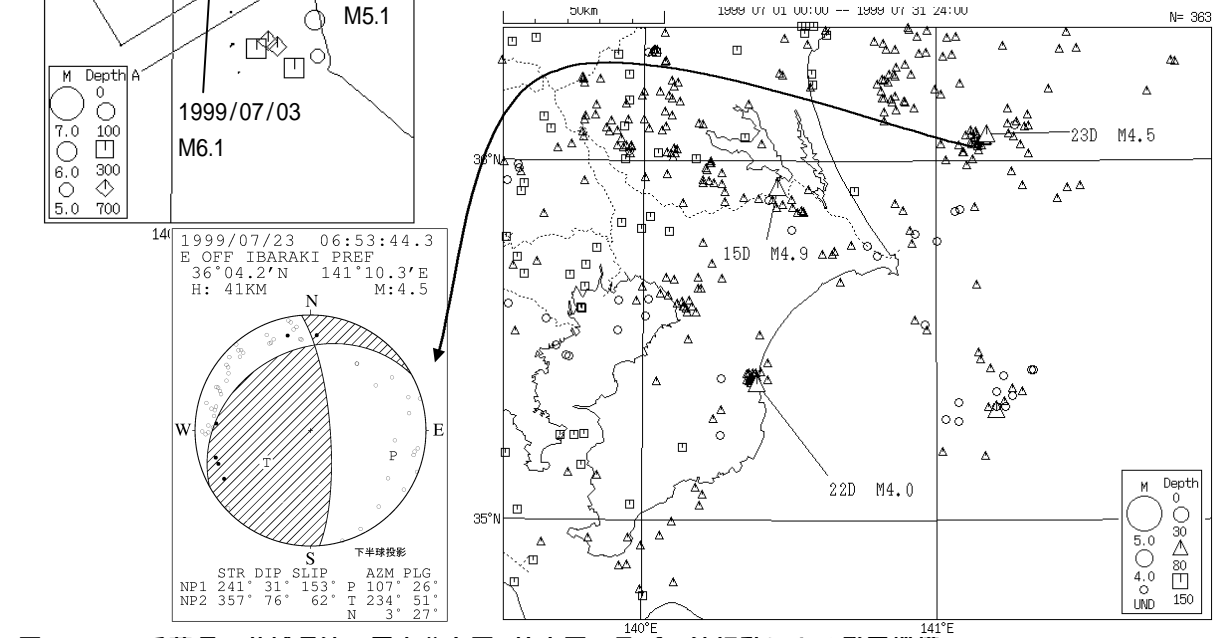 M5.1
1999/07/03
M6.1
M Depth A
0
7.0 100
6.0 300
5.0 700
50km
1999 07 01 00:00 -- 1999 07 31 24:00
N= 363
23D M4.5
15D M4.9
22D M4.0
35°N
140°E
141°E
M Depth
0
5.0 30
4.0 80
UND 150
1999/07/23 06:53:44.3
E OFF IBARAKI PREF
36°04.2'N 141°10.3'E
H: 41KM M:4.5
N
W
E
T
P
S
下半球投影
STR DIP SLIP AZM PLG
NP1 241° 31° 153° P 107° 26°
NP2 357° 76° 62° T 234° 51°
N 3° 27°